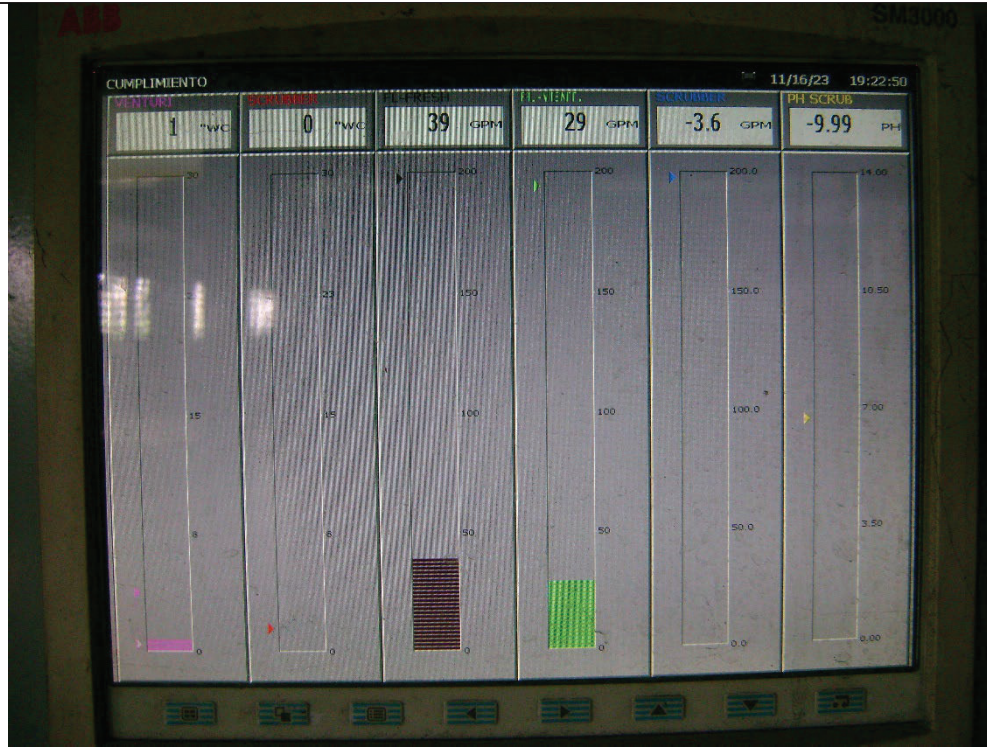 ABB
SM3000
CUMPLIMIENTO
11/16/23 19:22:50
VENTURI
SCRUBBER
FL-FRESH
FL-VENT.
SCRUBBER
PH SCRUB
1 "WC
0 "WC
39 GPM
29 GPM
-3.6 GPM
-9.99 PH
30
30
200
200
200.0
14.00
23
150
150
150.0
10.50
15
15
100
100
100.0
7.00
8
8
50
50
50.0
3.50
0
0
0
0
0.0
0.00